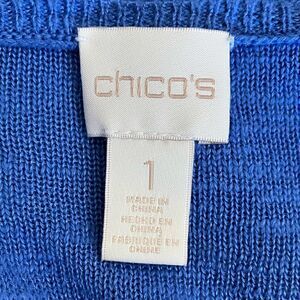 chico's
1
MADE IN
CHINA
HECHO EN
CHINA
FABRIQUÉ EN
CHINE